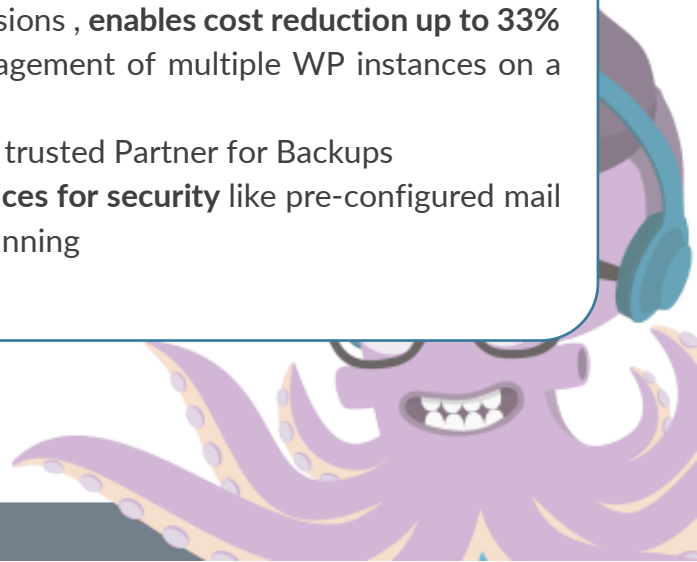 sions , enables cost reduction up to 33%
agement of multiple WP instances on a
trusted Partner for Backups
ces for security like pre-configured mail
nning